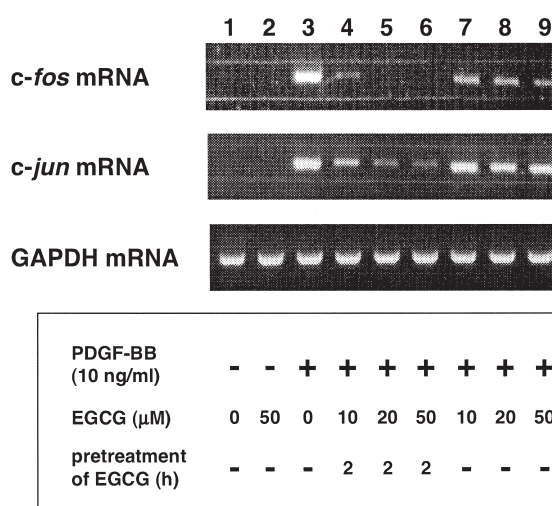 1 2 3 4 5 6 7 8 9
c-fos mRNA
c-jun mRNA
GAPDH mRNA
PDGF-BB
(10 ng/ml) - - + + + + + + +
EGCG (μM) 0 50 0 10 20 50 10 20 50
pretreatment
of EGCG (h) - - - 2 2 2 - - -